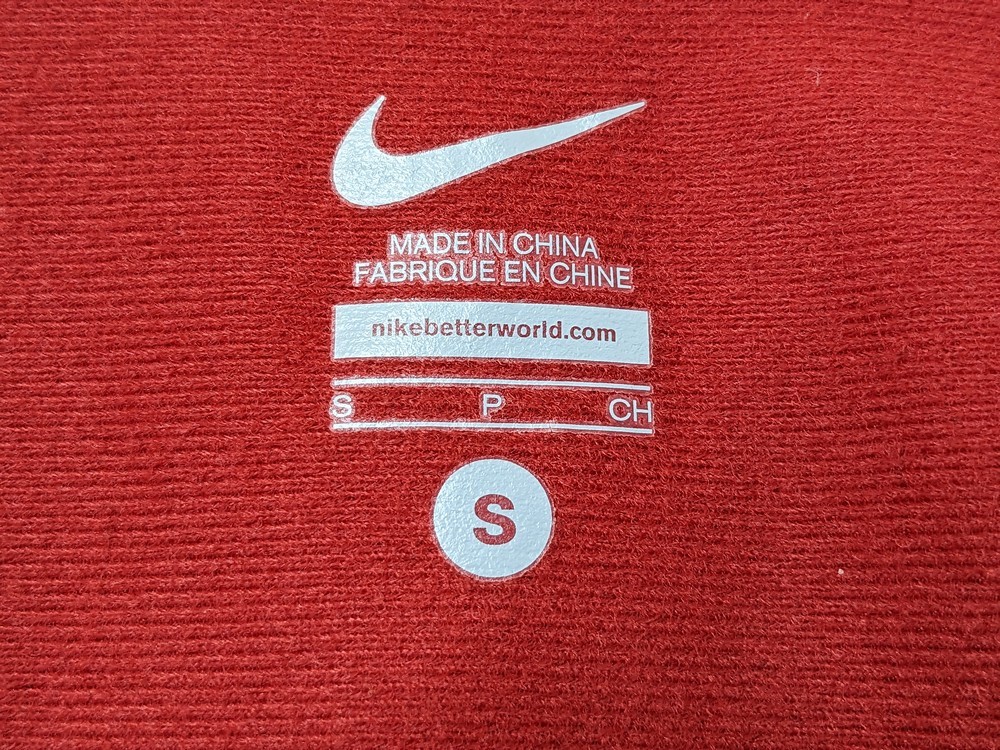 MADE IN CHINA
FABRIQUE EN CHINE
nikebetterworld.com
S P CH
S